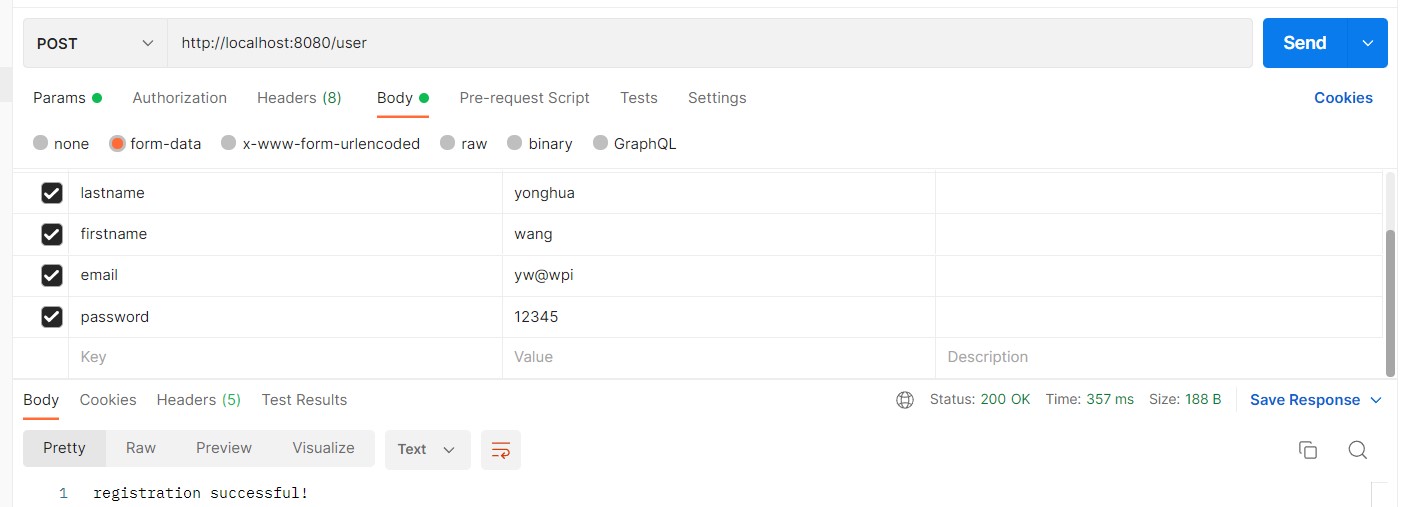 POST http://localhost:8080/user Send
Params Authorization Headers (8) Body Pre-request Script Tests Settings Cookies
none form-data x-www-form-urlencoded raw binary GraphQL
lastname yonghua
firstname wang
email yw@wpi
password 12345
Key Value Description
Body Cookies Headers (5) Test Results Status: 200 OK Time: 357 ms Size: 188 B Save Response
Pretty Raw Preview Visualize Text
1 registration successful!